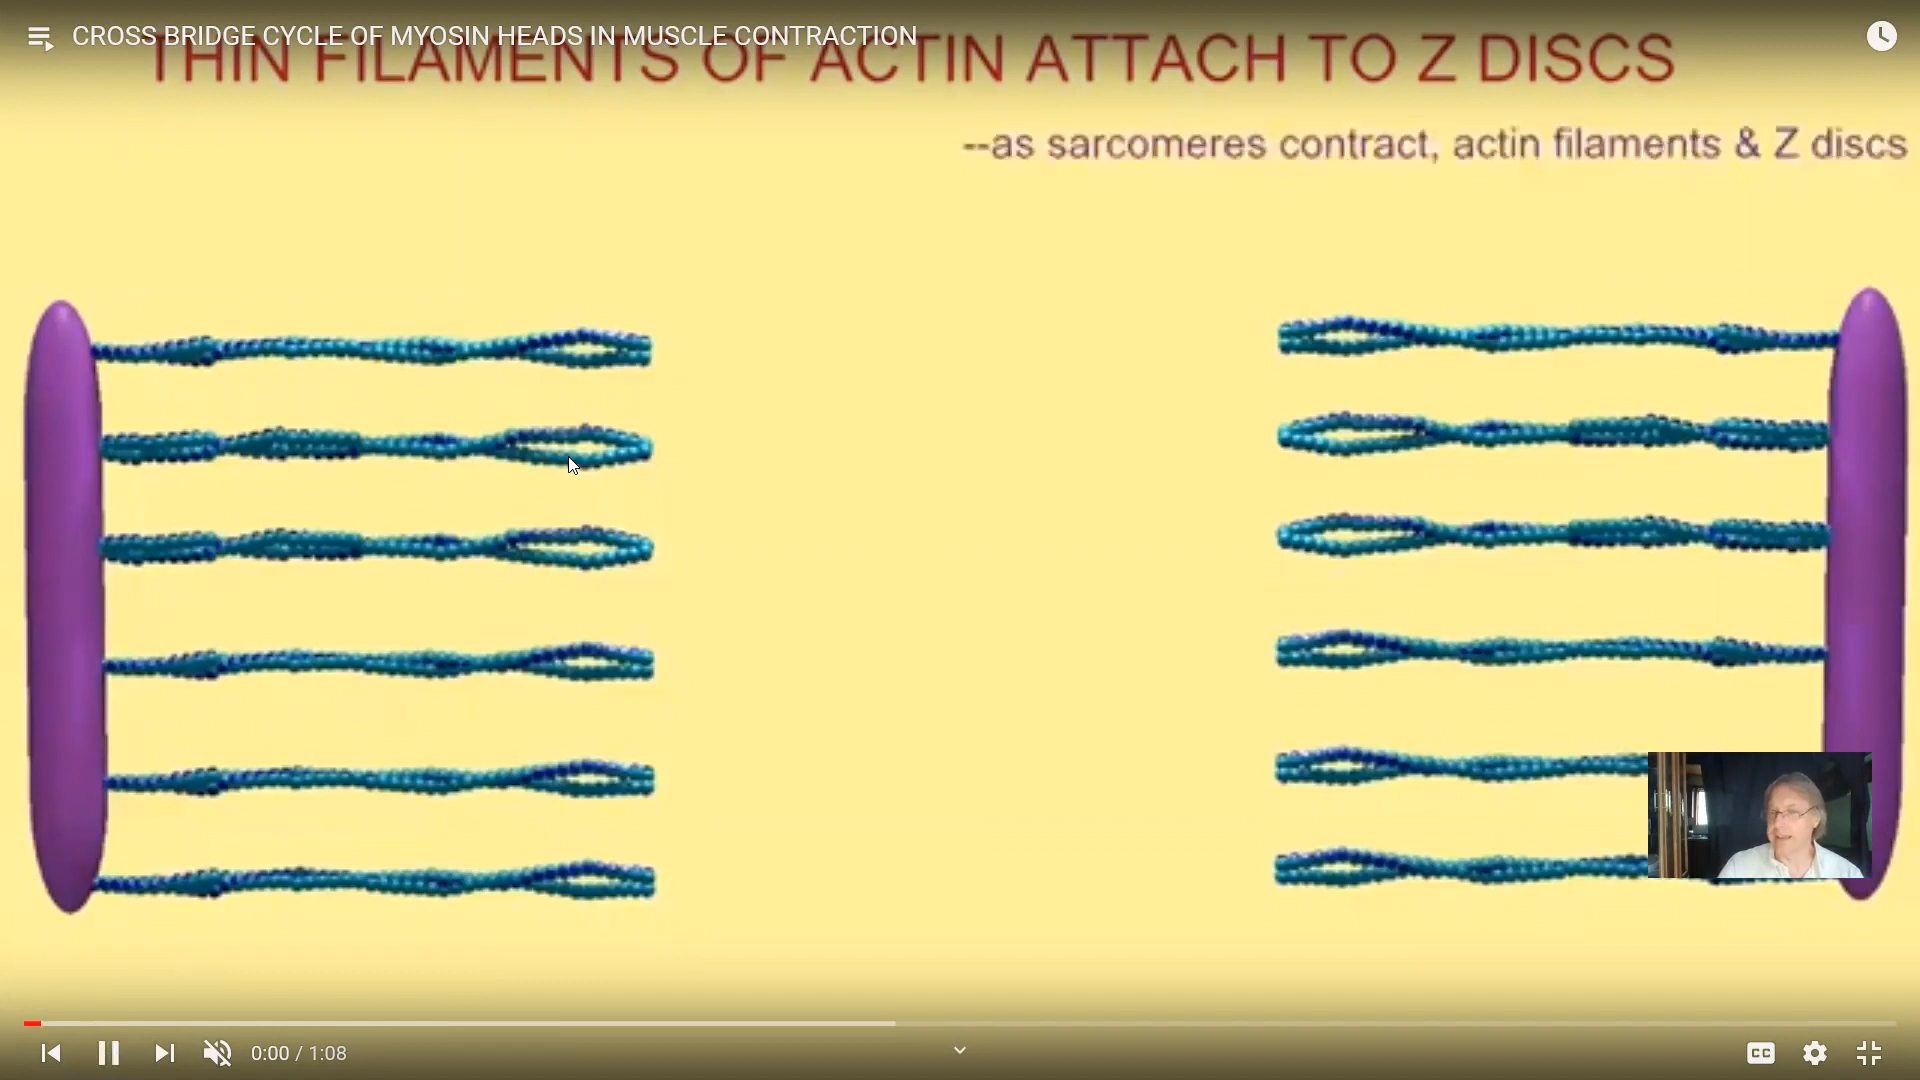 CROSS BRIDGE CYCLE OF MYOSIN HEADS IN MUSCLE CONTRACTION
THIN FILAMENTS OF ACTIN ATTACH TO Z DISCS
--as sarcomeres contract, actin filaments & Z discs
0:00 / 1:08
CC